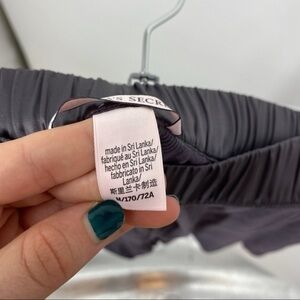 'S SECR
made in Sri Lanka/
fabriqué au Sri Lanka/
hecho en Sri Lanka/
fabbricato in Sri
Lanka/
斯里兰卡制造
/170/72A